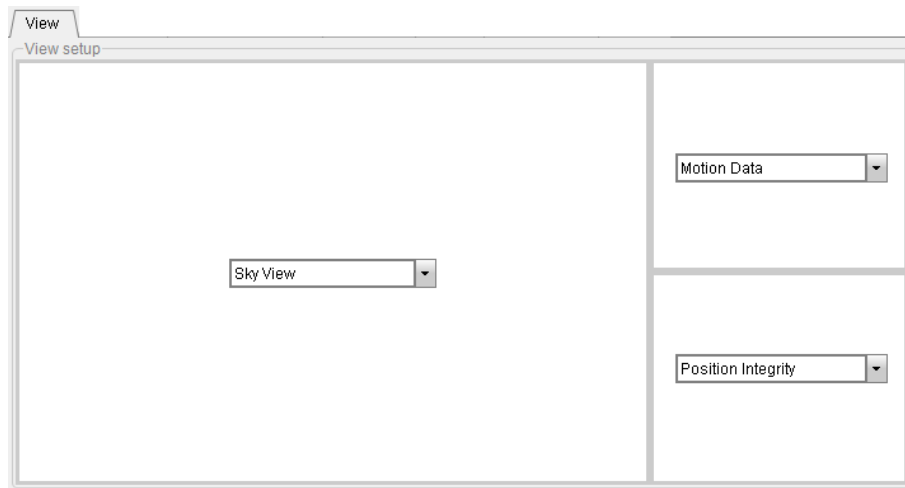 View
View setup
Sky View
Motion Data
Position Integrity